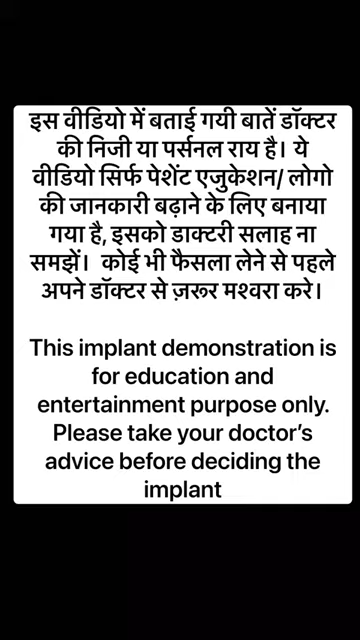 इस वीडियो में बताई गयी बातें डॉक्टर
की निजी या पर्सनल राय है। ये
वीडियो सिर्फ पेशेंट एजुकेशन/ लोगो
की जानकारी बढ़ाने के लिए बनाया
गया है, इसको डाक्टरी सलाह ना
समझें। कोई भी फैसला लेने से पहले
अपने डॉक्टर से ज़रूर मश्वरा करे।
This implant demonstration is
for education and
entertainment purpose only.
Please take your doctor’s
advice before deciding the
implant